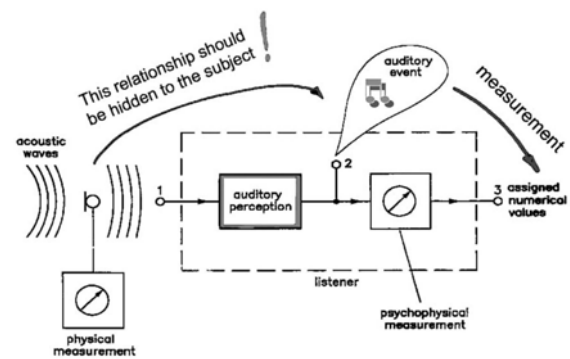 This relationship should
be hidden to the subject !
auditory
event
measurement
acoustic
waves
1
auditory
perception
2
3 assigned
numerical
values
listener
psychophysical
measurement
physical
measurement